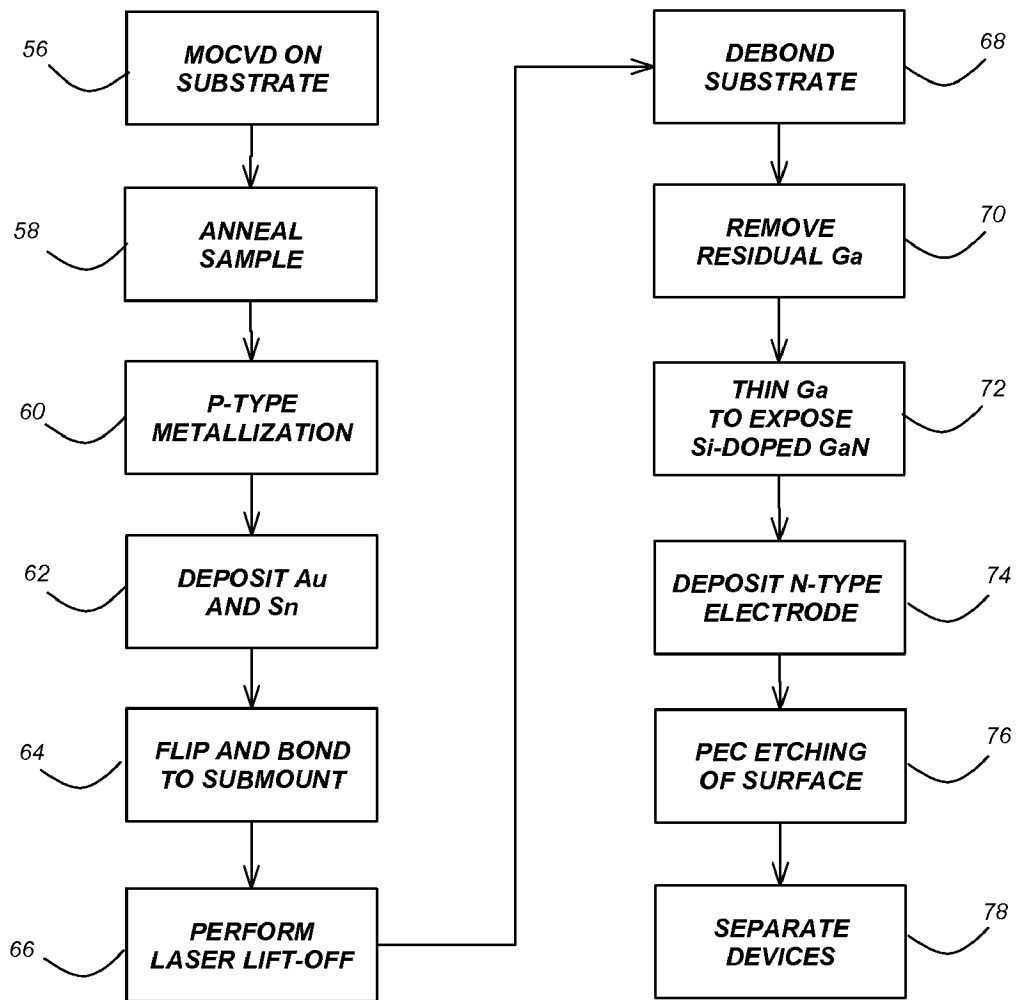 56
MOCVD ON
SUBSTRATE
58
ANNEAL
SAMPLE
60
P-TYPE
METALLIZATION
62
DEPOSIT Au
AND Sn
64
FLIP AND BOND
TO SUBMOUNT
66
PERFORM
LASER LIFT-OFF
68
DEBOND
SUBSTRATE
70
REMOVE
RESIDUAL Ga
72
THIN Ga
TO EXPOSE
Si-DOPED GaN
74
DEPOSIT N-TYPE
ELECTRODE
76
PEC ETCHING
OF SURFACE
78
SEPARATE
DEVICES